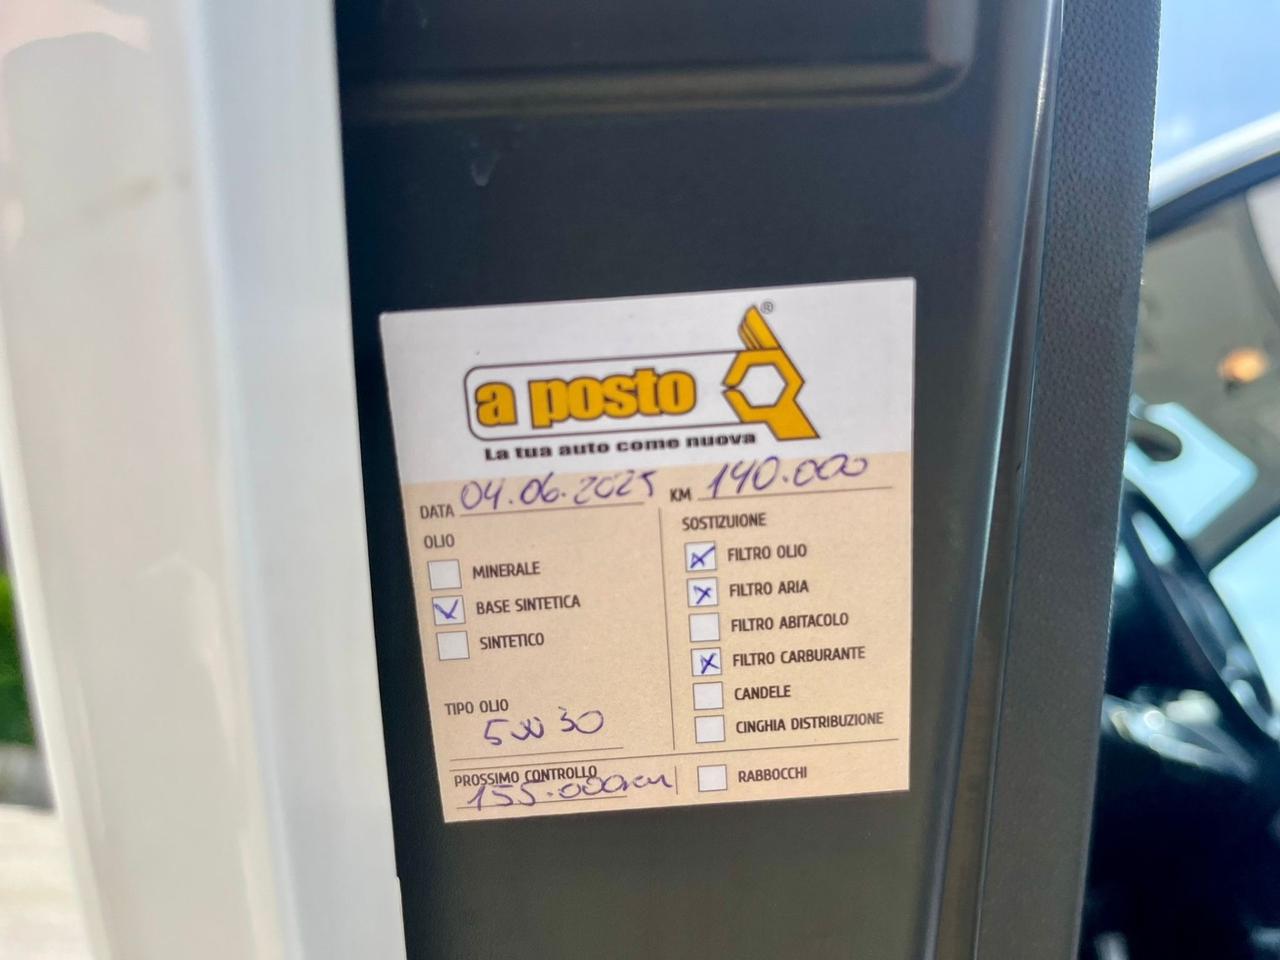 ®
a posto
La tua auto come nuova
DATA 04.06.2025 KM 140.000
OLIO
MINERALE
BASE SINTETICA
SINTETICO
TIPO OLIO
5W30
PROSSIMO CONTROLLO
155.000km
SOSTIZUIONE
FILTRO OLIO
FILTRO ARIA
FILTRO ABITACOLO
FILTRO CARBURANTE
CANDELE
CINGHIA DISTRIBUZIONE
RABBOCCHI